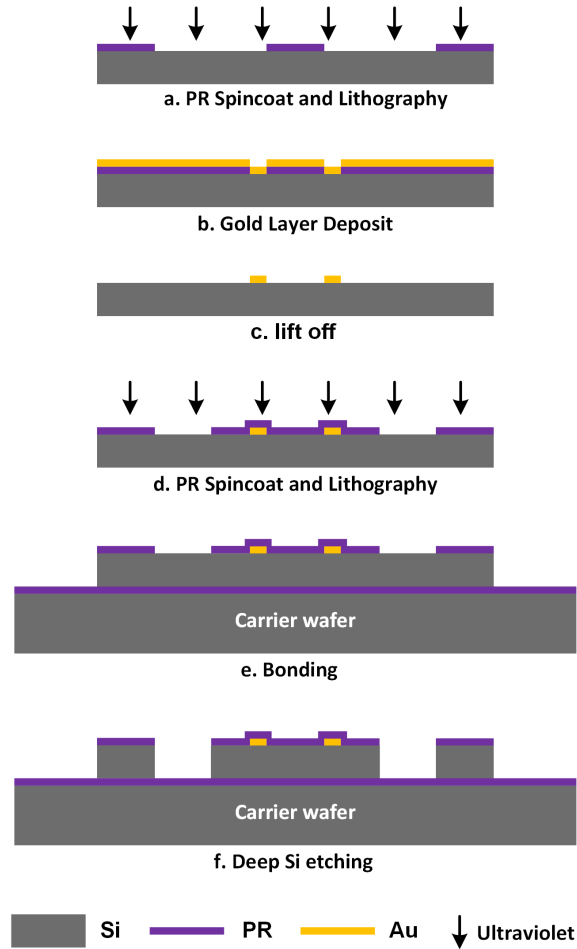 a. PR Spincoat and Lithography
b. Gold Layer Deposit
c. lift off
d. PR Spincoat and Lithography
Carrier wafer
e. Bonding
Carrier wafer
f. Deep Si etching
Si PR Au Ultraviolet